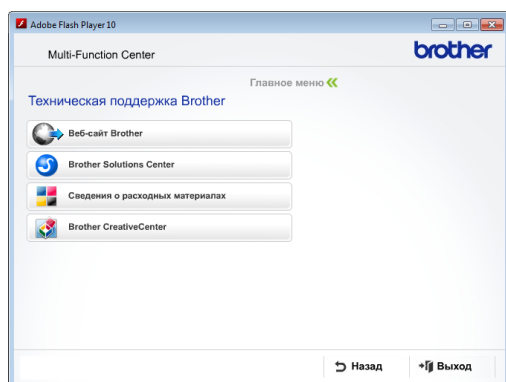 Adobe Flash Player 10
Multi-Function Center
brother
Главное меню
Техническая поддержка Brother
Веб-сайт Brother
Brother Solutions Center
Сведения о расходных материалах
Brother CreativeCenter
Назад
Выход